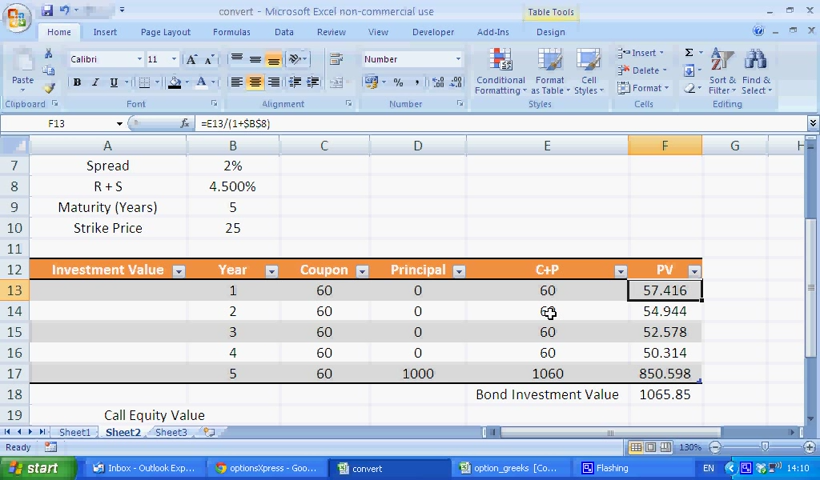 convert - Microsoft Excel non-commercial use
Table Tools
Home Insert Page Layout Formulas Data Review View Developer Add-Ins Design
Paste
Calibri 11
B I U
Number
% ,
Conditional Formatting
Format as Table
Cell Styles
Insert
Delete
Format
Σ
Sort & Filter
Find & Select
Clipboard Font Alignment Number Styles Cells Editing
F13 fx =E13/(1+$B$8)
A B C D E F G H
7 Spread 2%
8 R + S 4.500%
9 Maturity (Years) 5
10 Strike Price 25
11
12 Investment Value Year Coupon Principal C+P PV
13 1 60 0 60 57.416
14 2 60 0 54.944
15 3 60 0 60 52.578
16 4 60 0 60 50.314
17 5 60 1000 1060 850.598
18 Bond Investment Value 1065.85
19 Call Equity Value
Sheet1 Sheet2 Sheet3
Ready 130%
start Inbox - Outlook Exp... optionsXpress - Goo... convert option_greeks [Co... Flashing EN 14:10